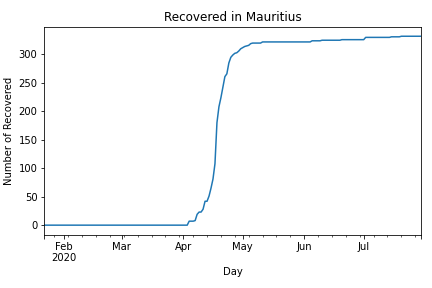 Recovered in Mauritius
Number of Recovered
300
250
200
150
100
50
0
Feb
2020
Mar
Apr
May
Jun
Jul
Day